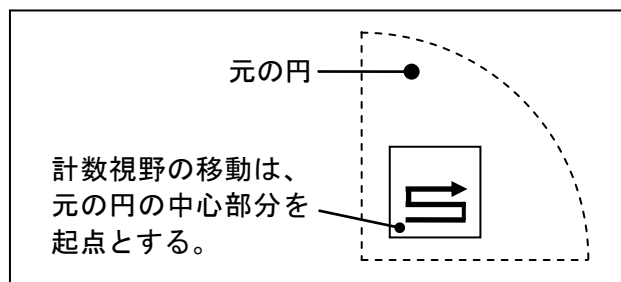 元の円
計数視野の移動は、
元の円の中心部分を
起点とする。